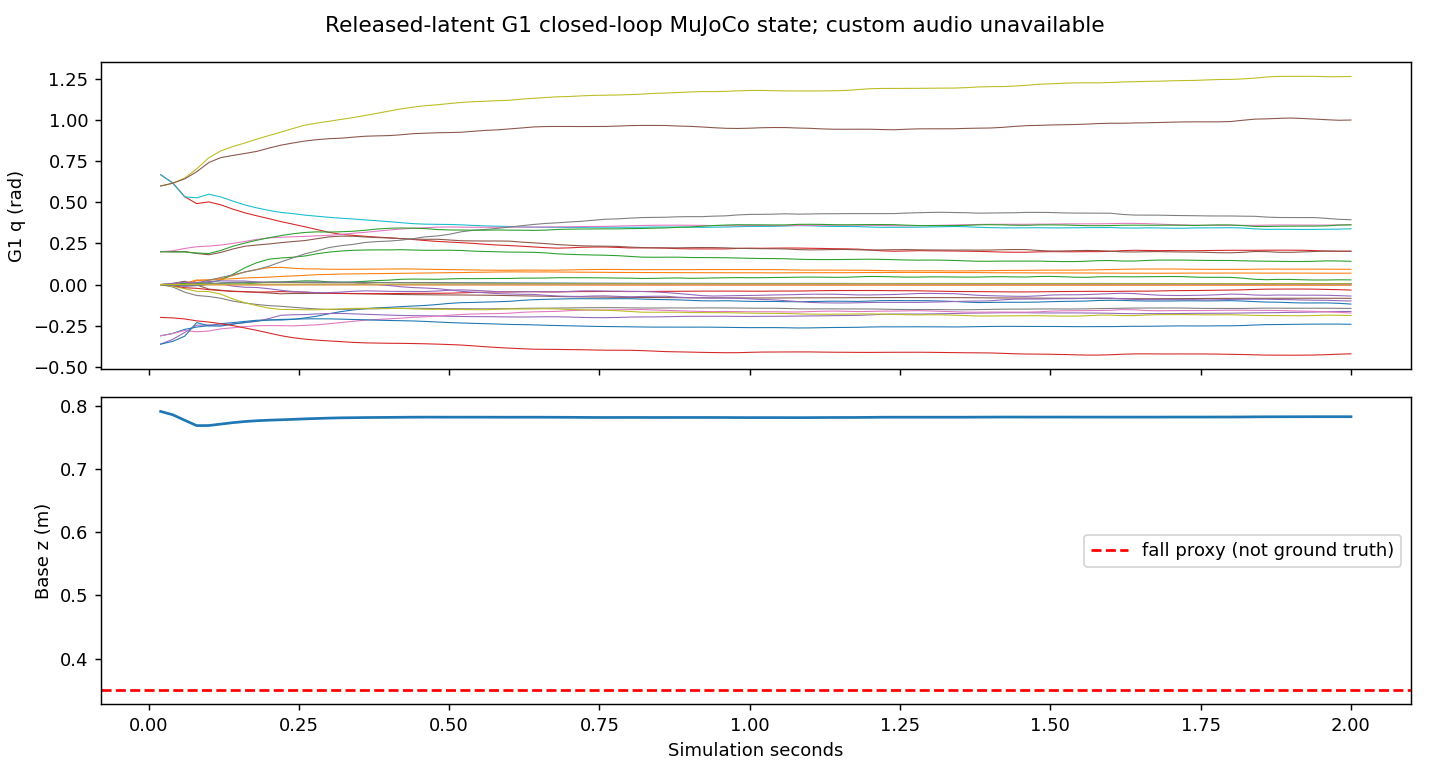 Released-latent G1 closed-loop MuJoCo state; custom audio unavailable
G1 q (rad)
1.25
1.00
0.75
0.50
0.25
0.00
−0.25
−0.50
Base z (m)
0.8
0.7
0.6
0.5
0.4
fall proxy (not ground truth)
0.00 0.25 0.50 0.75 1.00 1.25 1.50 1.75 2.00
Simulation seconds